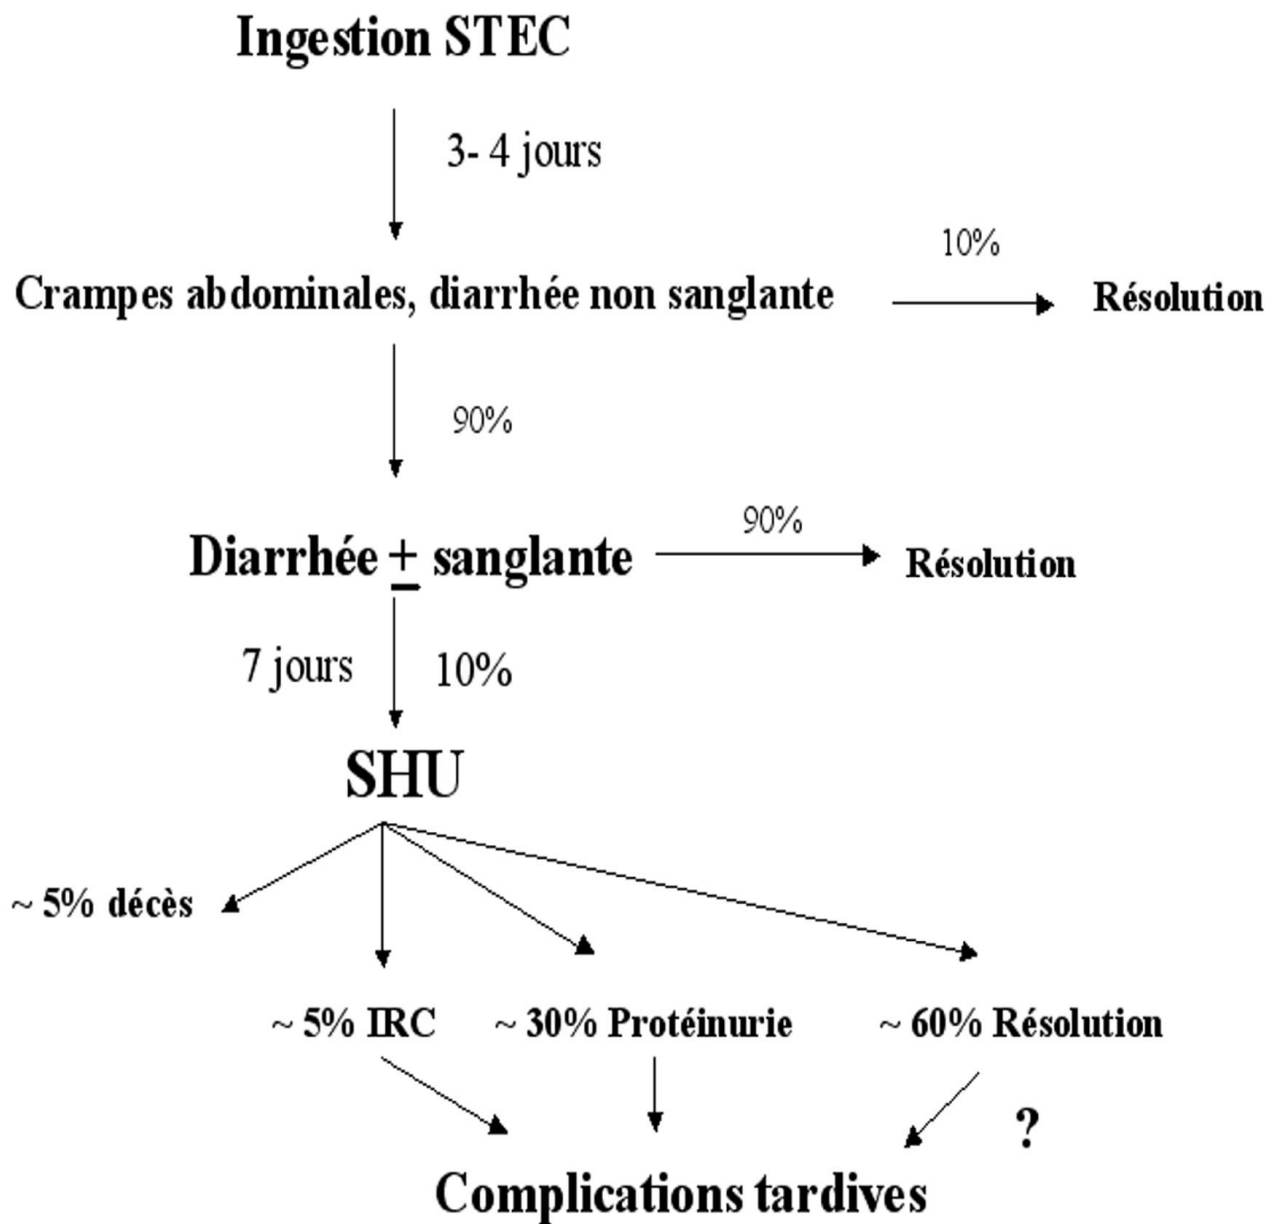 Ingestion STEC
3- 4 jours
10%
Crampes abdominales, diarrhée non sanglante
Résolution
90%
90%
Diarrhée ± sanglante
Résolution
7 jours
10%
SHU
~ 5% décès
~ 5% IRC
~ 30% Protéinurie
~ 60% Résolution
?
Complications tardives